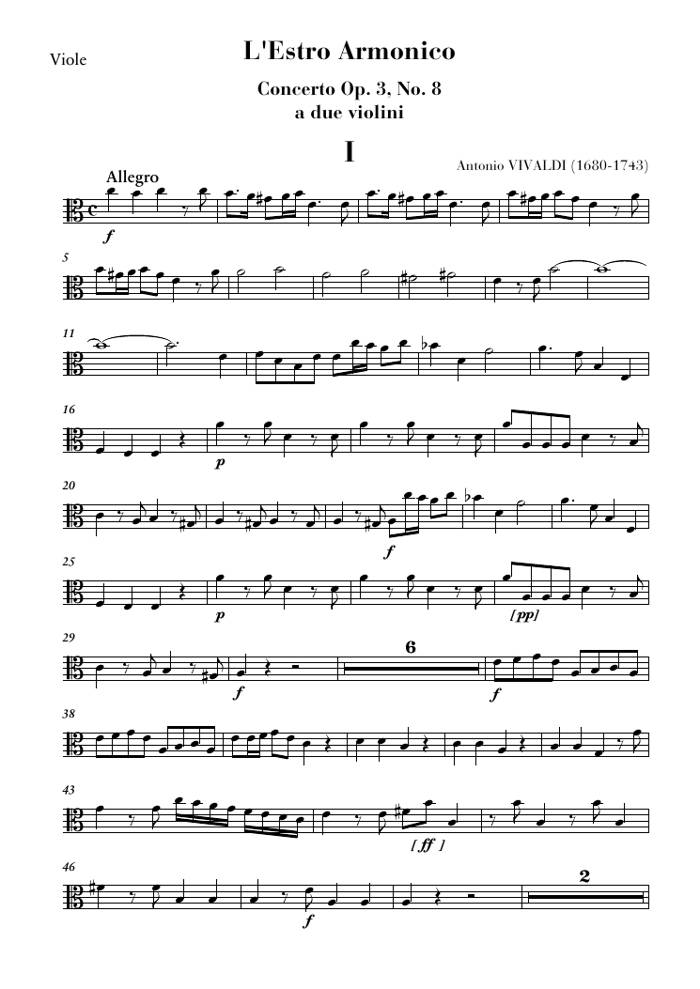 Viole
L'Estro Armonico
Concerto Op. 3, No. 8
a due violini
I
Antonio VIVALDI (1680-1743)
Allegro
f
5
11
16
p
20
f
25
p
[pp]
29
6
f
f
38
43
[ff ]
46
2
f